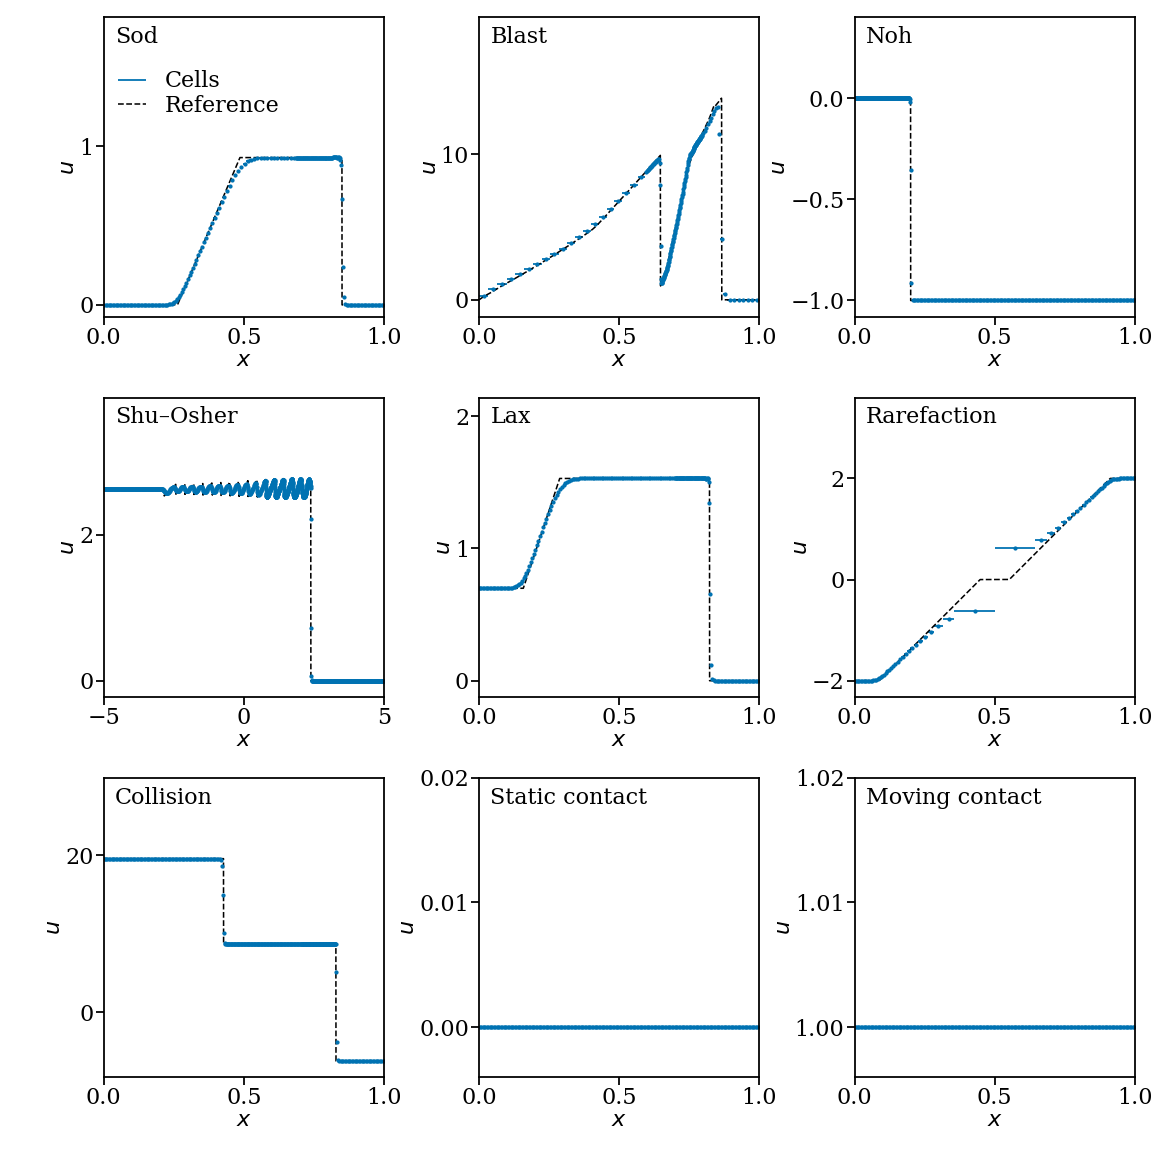 Sod
Cells
Reference
1
0
u
0.0 0.5 1.0
x
Blast
10
0
u
0.0 0.5 1.0
x
Noh
0.0
−0.5
−1.0
u
0.0 0.5 1.0
x
Shu–Osher
2
0
u
−5 0 5
x
Lax
2
1
0
u
0.0 0.5 1.0
x
Rarefaction
2
0
−2
u
0.0 0.5 1.0
x
Collision
20
0
u
0.0 0.5 1.0
x
Static contact
0.02
0.01
0.00
u
0.0 0.5 1.0
x
Moving contact
1.02
1.01
1.00
u
0.0 0.5 1.0
x